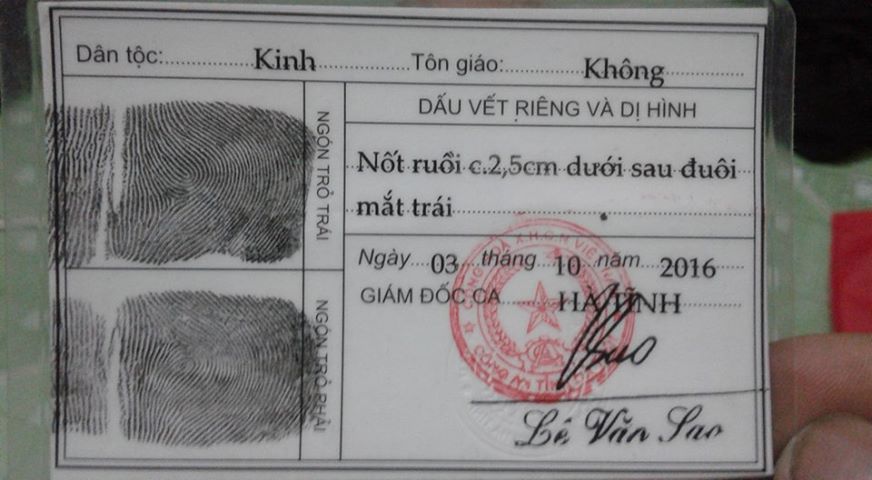 Dân tộc: Kinh Tôn giáo: Không
NGÓN TRỎ TRÁI
NGÓN TRỎ PHẢI
DẤU VẾT RIÊNG VÀ DỊ HÌNH
Nốt ruồi c.2,5cm dưới sau đuôi
mắt trái
Ngày 03 tháng 10 năm 2016
GIÁM ĐỐC CA HÀ TĨNH
Lê Văn Sao